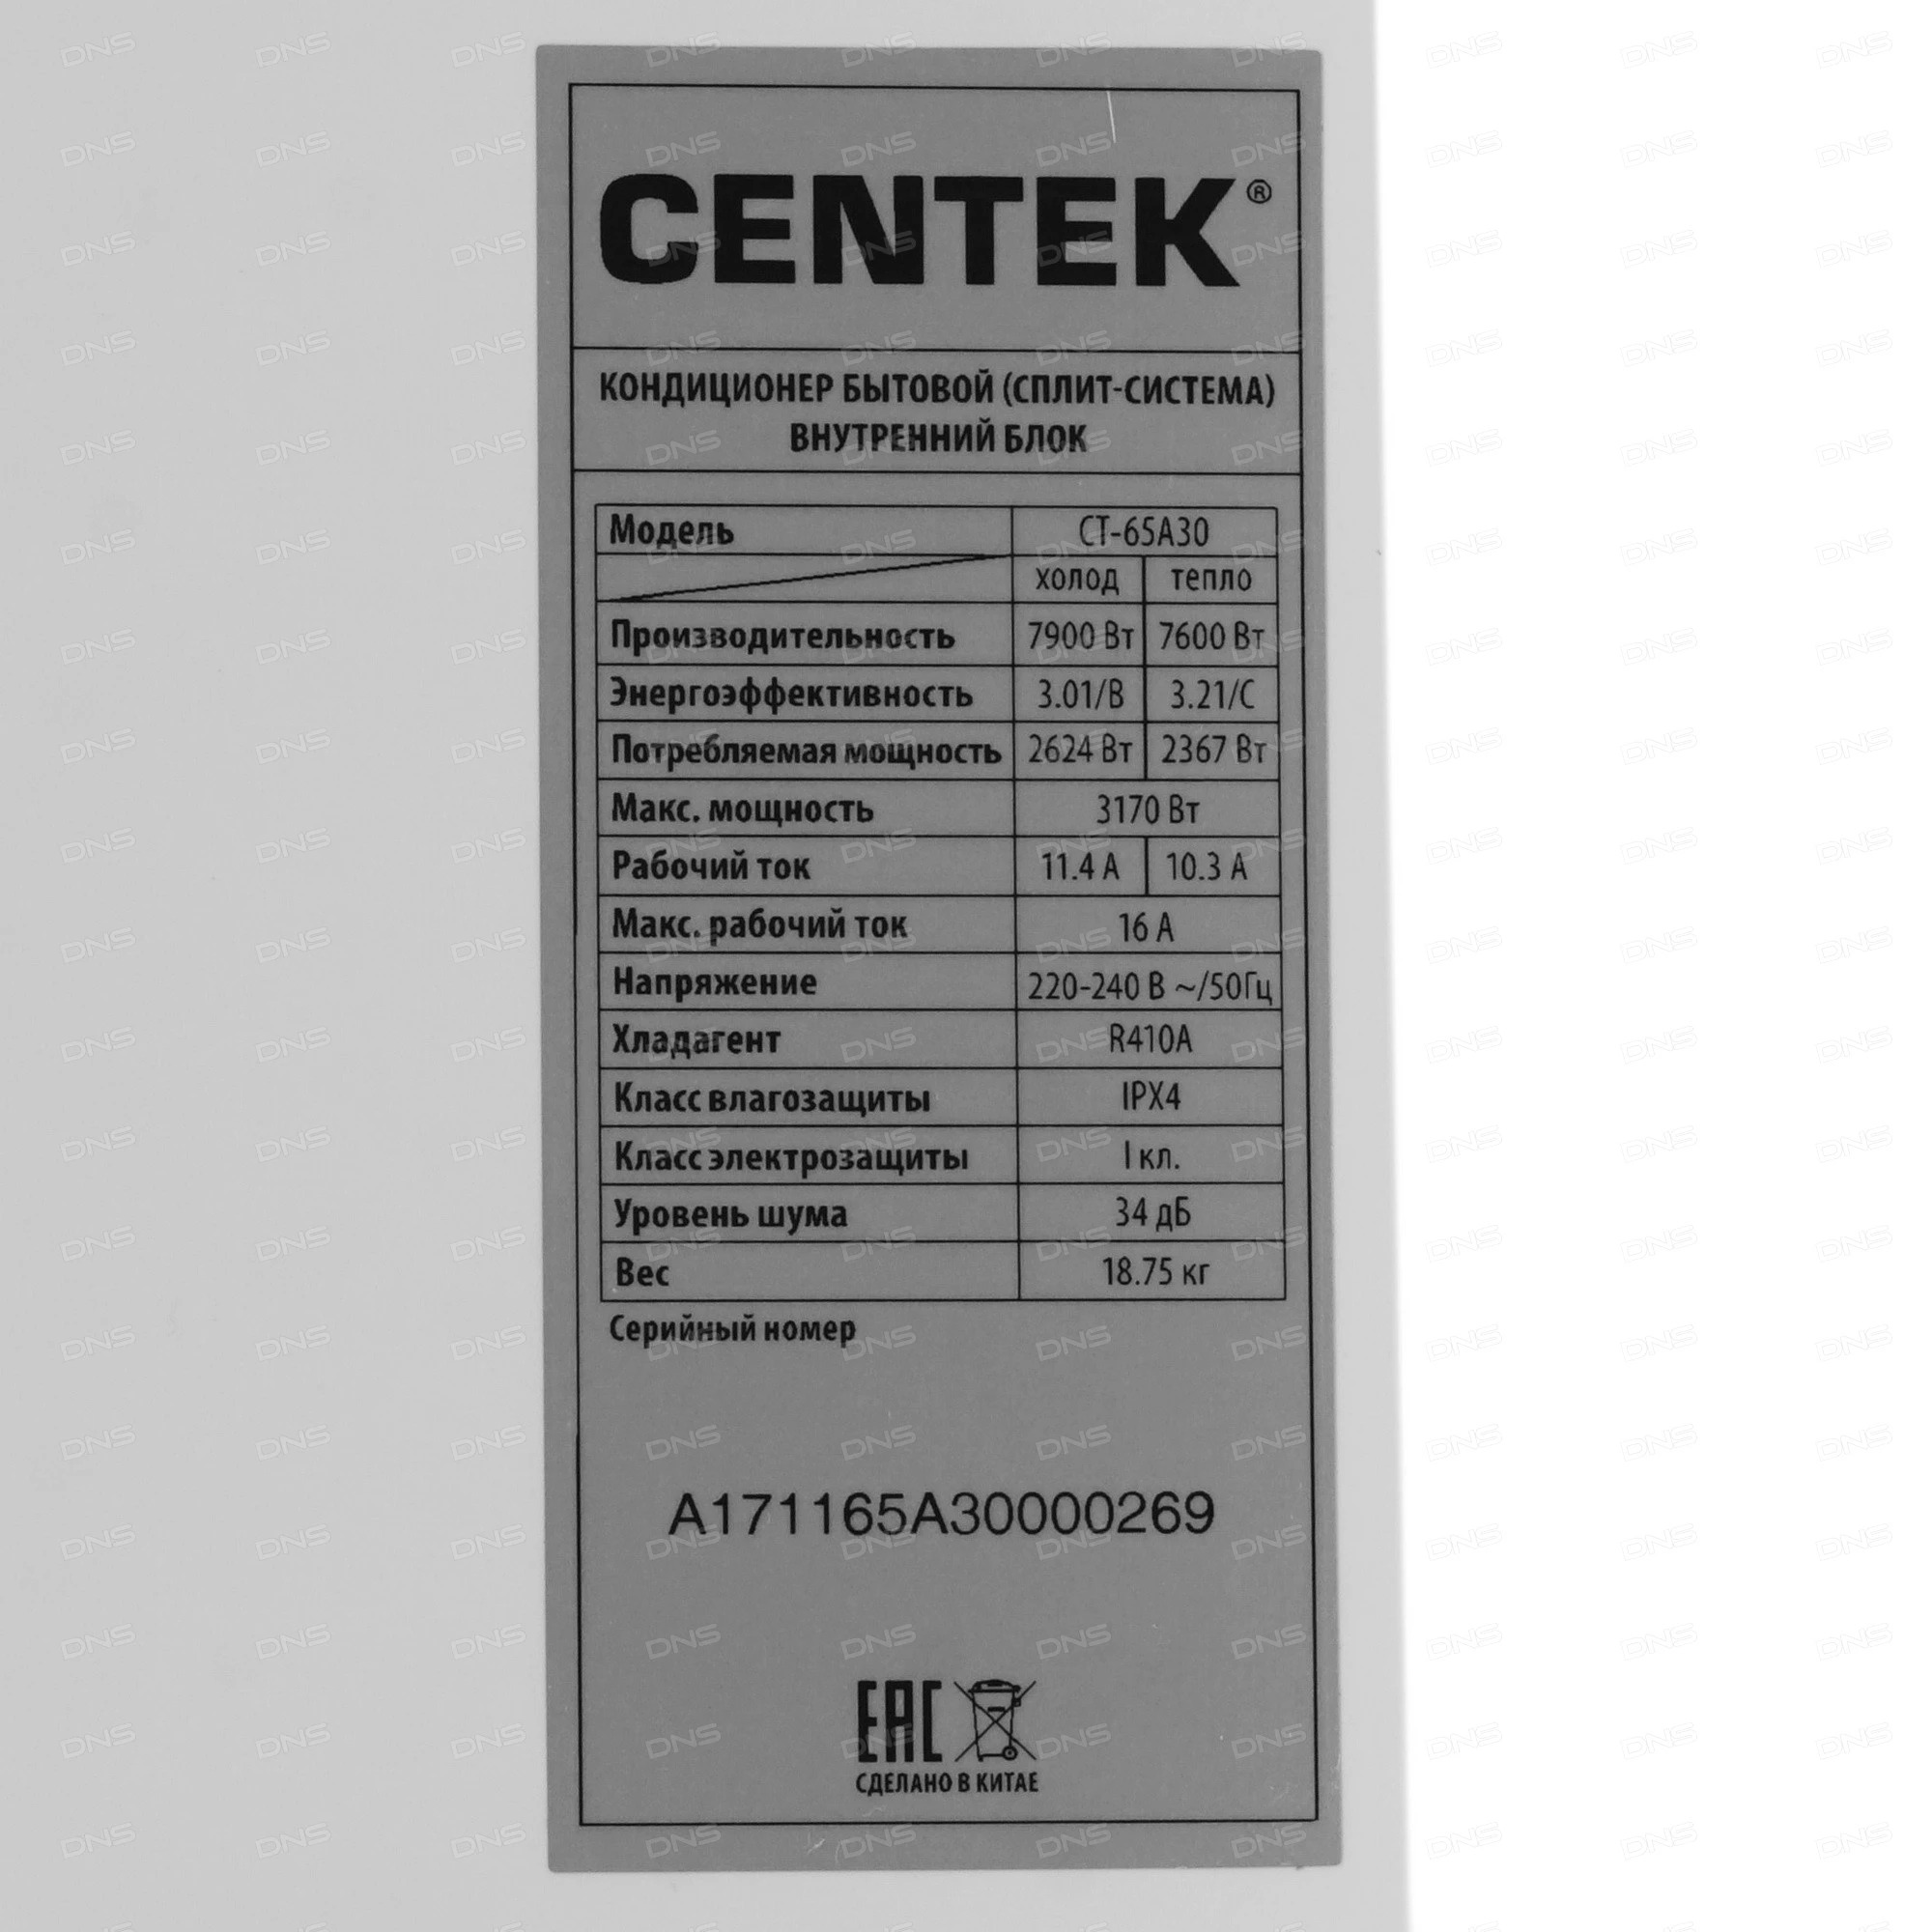 CENTEK®
КОНДИЦИОНЕР БЫТОВОЙ (СПЛИТ-СИСТЕМА)
ВНУТРЕННИЙ БЛОК
Модель СТ-65А30
холод тепло
Производительность 7900 Вт 7600 Вт
Энергоэффективность 3.01/B 3.21/C
Потребляемая мощность 2624 Вт 2367 Вт
Макс. мощность 3170 Вт
Рабочий ток 11.4 А 10.3 А
Макс. рабочий ток 16 А
Напряжение 220-240 В ~/50Гц
Хладагент R410A
Класс влагозащиты IPX4
Класс электрозащиты I кл.
Уровень шума 34 дБ
Вес 18.75 кг
Серийный номер
A171165A30000269
EAC
СДЕЛАНО В КИТАЕ
DNS